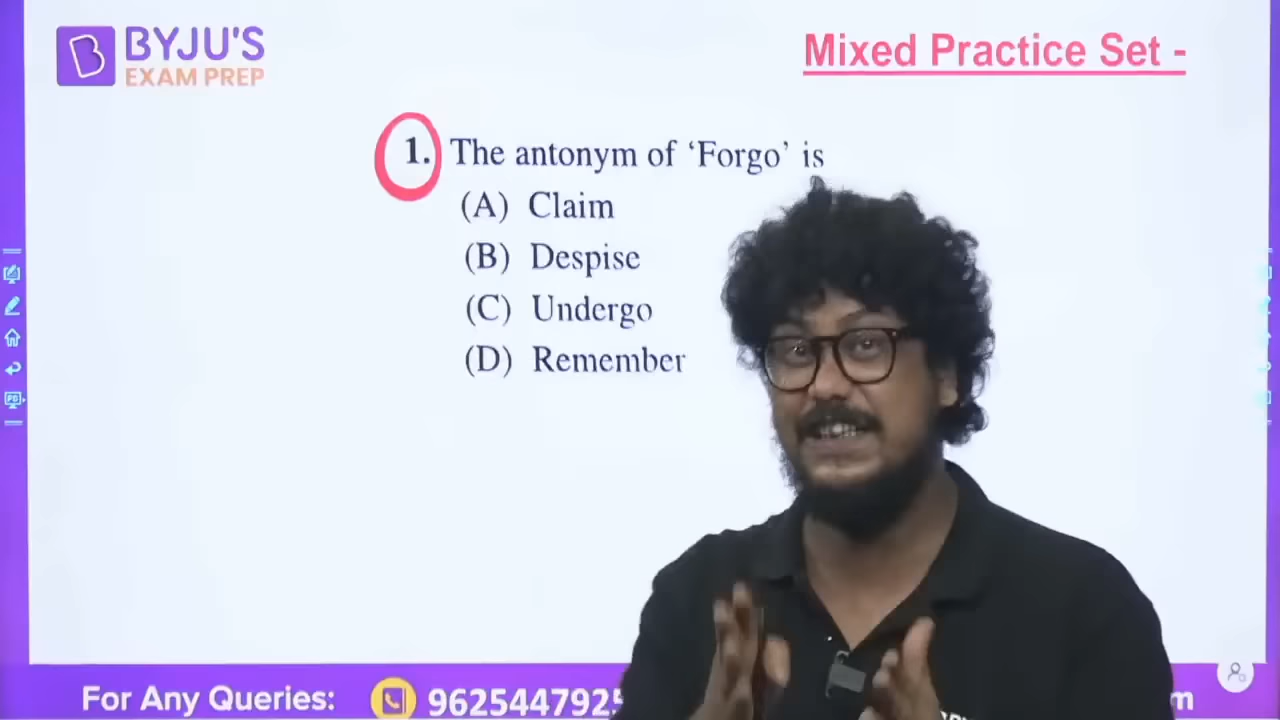 BYJU'S
EXAM PREP
Mixed Practice Set -
1. The antonym of ‘Forgo’ is
(A) Claim
(B) Despise
(C) Undergo
(D) Remember
For Any Queries: 962544792